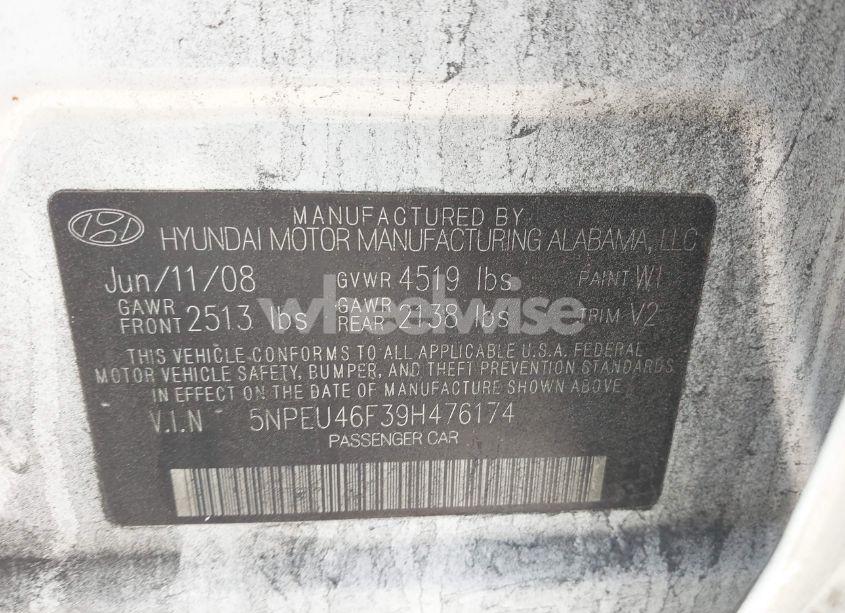 MANUFACTURED BY
HYUNDAI MOTOR MANUFACTURING ALABAMA, LLC
Jun/11/08 GVWR 4519 lbs PAINT W1
GAWR FRONT 2513 lbs GAWR REAR 2138 lbs TRIM V2
wheelwise
THIS VEHICLE CONFORMS TO ALL APPLICABLE U.S.A. FEDERAL
MOTOR VEHICLE SAFETY, BUMPER, AND THEFT PREVENTION STANDARDS
IN EFFECT ON THE DATE OF MANUFACTURE SHOWN ABOVE
V.I.N 5NPEU46F39H476174
PASSENGER CAR